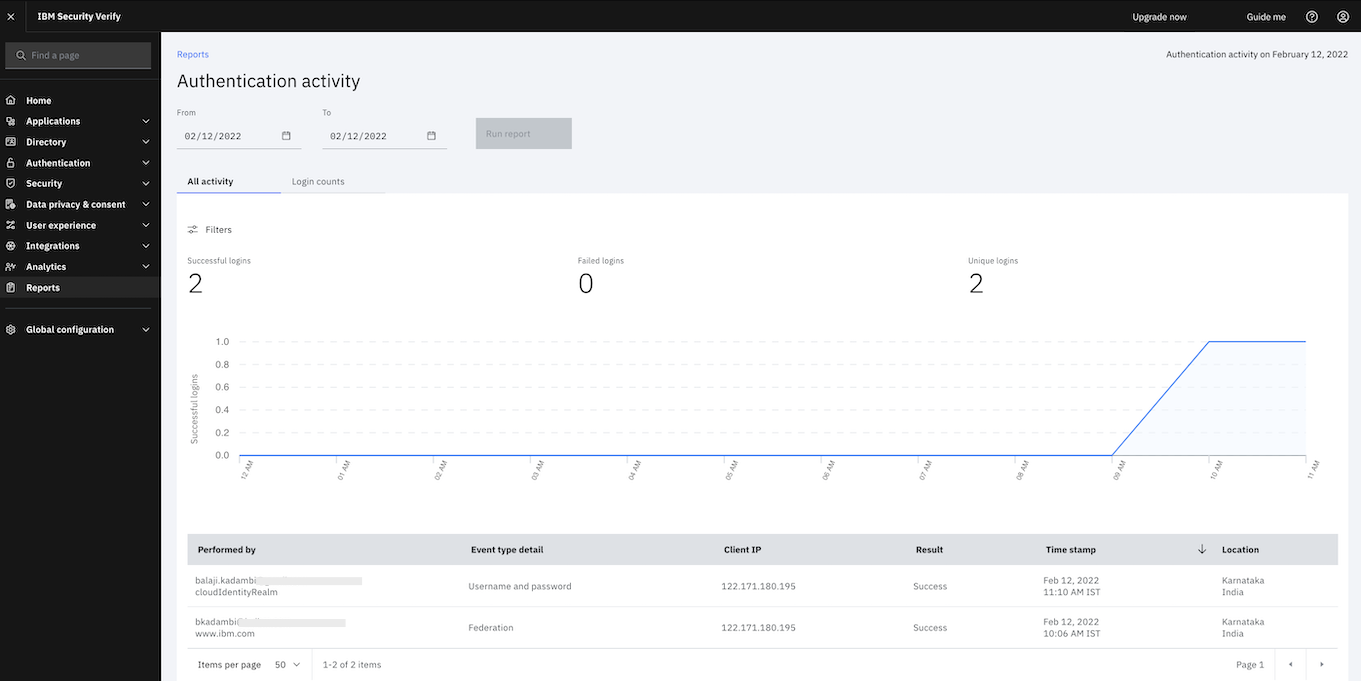 IBM Security Verify
Upgrade now
Guide me
Find a page
Home
Applications
Directory
Authentication
Security
Data privacy & consent
User experience
Integrations
Analytics
Reports
Global configuration
Reports
Authentication activity on February 12, 2022
Authentication activity
From
To
02/12/2022
02/12/2022
Run report
All activity
Login counts
Filters
Successful logins
Failed logins
Unique logins
2
0
2
Successful logins
1.0
0.8
0.6
0.4
0.2
0.0
12 AM
01 AM
02 AM
03 AM
04 AM
05 AM
06 AM
07 AM
08 AM
09 AM
10 AM
11 AM
Performed by Event type detail Client IP Result Time stamp Location
balaji.kadambi
cloudIdentityRealm
Username and password
122.171.180.195
Success
Feb 12, 2022
11:10 AM IST
Karnataka
India
bkadambi
www.ibm.com
Federation
122.171.180.195
Success
Feb 12, 2022
10:06 AM IST
Karnataka
India
Items per page 50 1-2 of 2 items Page 1